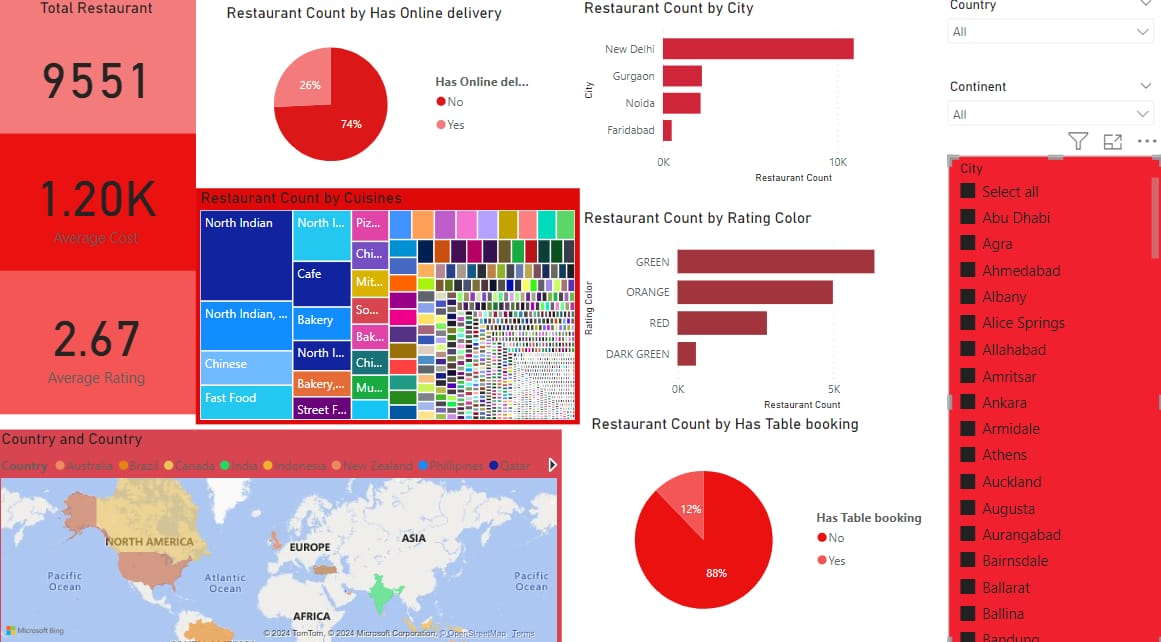 Total Restaurant
9551
1.20K
Average Cost
2.67
Average Rating
Restaurant Count by Has Online delivery
26%
74%
Has Online del...
No
Yes
Restaurant Count by City
City
New Delhi
Gurgaon
Noida
Faridabad
0K
10K
Restaurant Count
Country
All
Continent
All
Restaurant Count by Cuisines
North Indian
North I...
Piz...
Cafe
Chi...
Mit...
North Indian, ...
Bakery
So...
Bak...
Chinese
North I...
Chi...
Fast Food
Bakery,...
Mu...
Street F...
Restaurant Count by Rating Color
Rating Color
GREEN
ORANGE
RED
DARK GREEN
0K
5K
Restaurant Count
Country and Country
Country Australia Brazil Canada India Indonesia New Zealand Phillipines Qatar
NORTH AMERICA
EUROPE
ASIA
Pacific
Ocean
Atlantic
Ocean
Pacific
Ocean
AFRICA
Microsoft Bing
© 2024 TomTom, © 2024 Microsoft Corporation, © OpenStreetMap Terms
Restaurant Count by Has Table booking
12%
88%
Has Table booking
No
Yes
City
Select all
Abu Dhabi
Agra
Ahmedabad
Albany
Alice Springs
Allahabad
Amritsar
Ankara
Armidale
Athens
Auckland
Augusta
Aurangabad
Bairnsdale
Ballarat
Ballina
Bandung